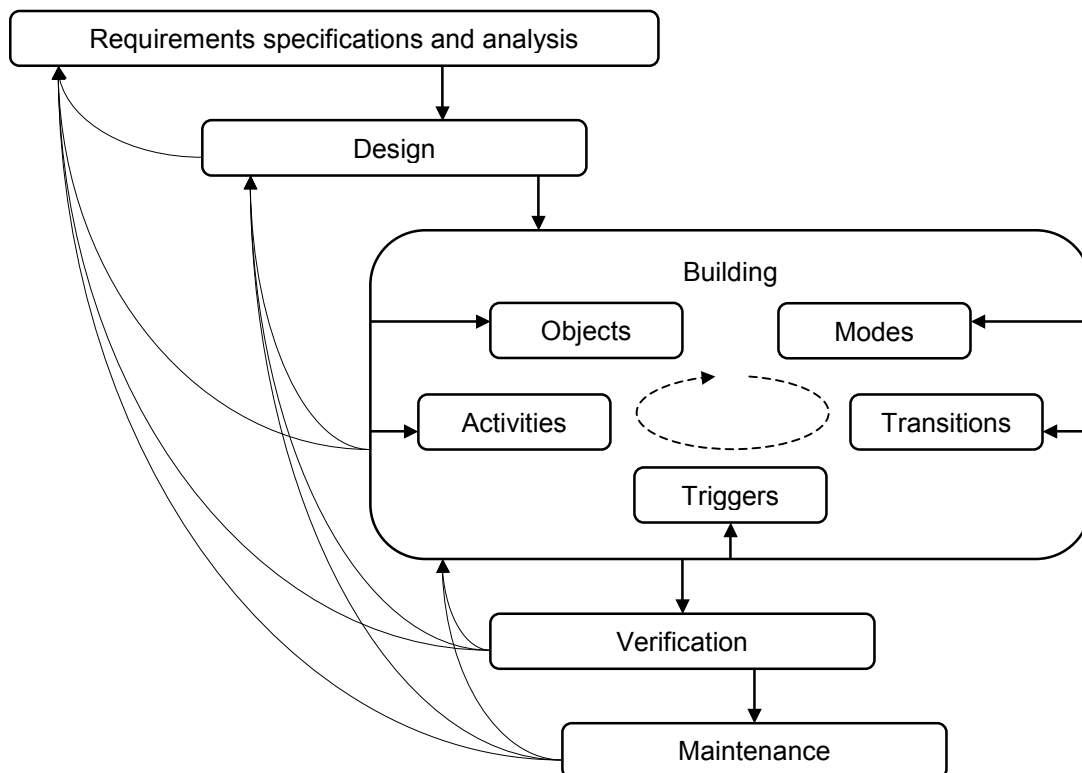 Requirements specifications and analysis
Design
Building
Objects
Modes
Activities
Transitions
Triggers
Verification
Maintenance